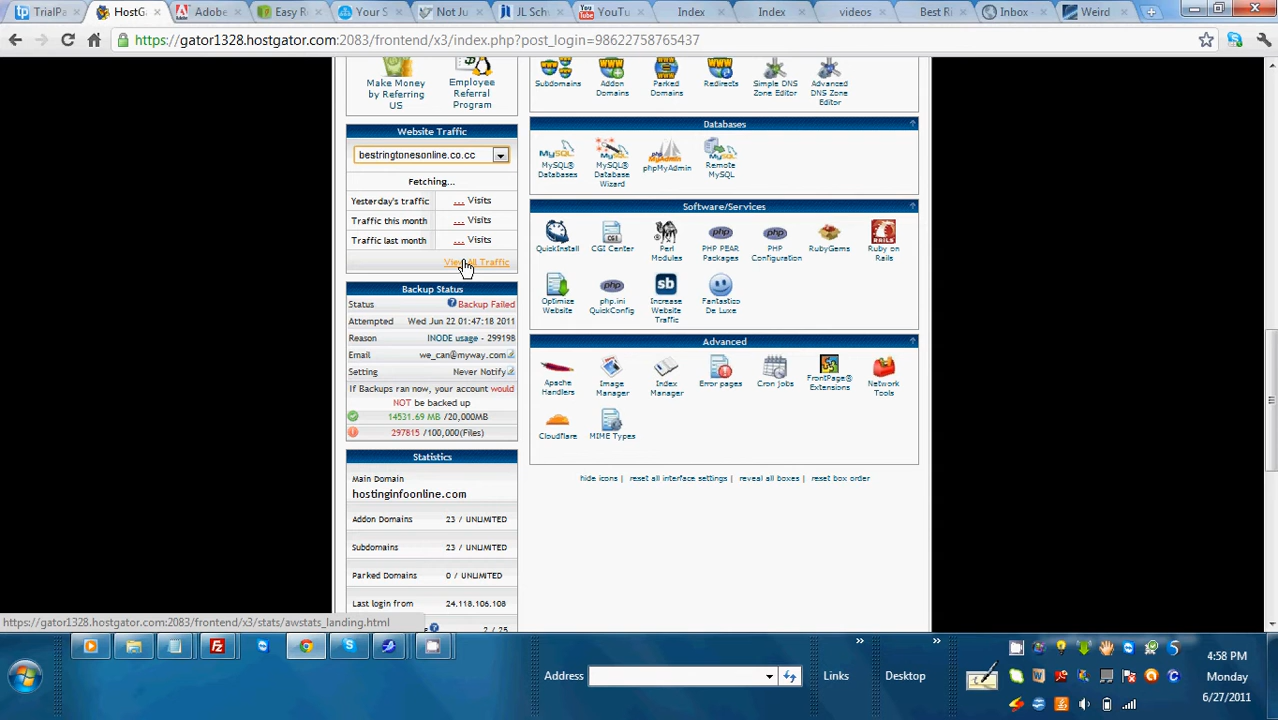 TrialPa
HostG
Adobe
Easy R
Your S
Not Ju
JL Sch
YouTu
Index
Index
videos
Best Ri
Inbox -
Weird
https://gator1328.hostgator.com:2083/frontend/x3/index.php?post_login=98622758765437
Make Money by Referring US
Employee Referral Program
Subdomains
Addon Domains
Parked Domains
Redirects
Simple DNS Zone Editor
Advanced DNS Zone Editor
Website Traffic
bestringtonesonline.co.cc
Fetching...
Yesterday's traffic ... Visits
Traffic this month ... Visits
Traffic last month ... Visits
View All Traffic
Databases
MySQL® Databases
MySQL® Database Wizard
phpMyAdmin
Remote MySQL
Software/Services
QuickInstall
CGI Center
Perl Modules
PHP PEAR Packages
PHP Configuration
RubyGems
Ruby on Rails
Optimize Website
php.ini QuickConfig
Increase Website Traffic
Fantastico De Luxe
Backup Status
Status Backup Failed
Attempted Wed Jun 22 01:47:18 2011
Reason INODE usage - 299198
Email we_can@myway.com
Setting Never Notify
If Backups ran now, your account would
NOT be backed up
14531.69 MB /20,000MB
297815 /100,000(Files)
Advanced
Apache Handlers
Image Manager
Index Manager
Error pages
Cron jobs
FrontPage® Extensions
Network Tools
Cloudflare
MIME Types
hide icons | reset all interface settings | reveal all boxes | reset box order
Statistics
Main Domain
hostinginfoonline.com
Addon Domains 23 / UNLIMITED
Subdomains 23 / UNLIMITED
Parked Domains 0 / UNLIMITED
Last login from 24.118.106.108
2 / 25
https://gator1328.hostgator.com:2083/frontend/x3/stats/awstats_landing.html
Address
Links
Desktop
4:58 PM
Monday
6/27/2011